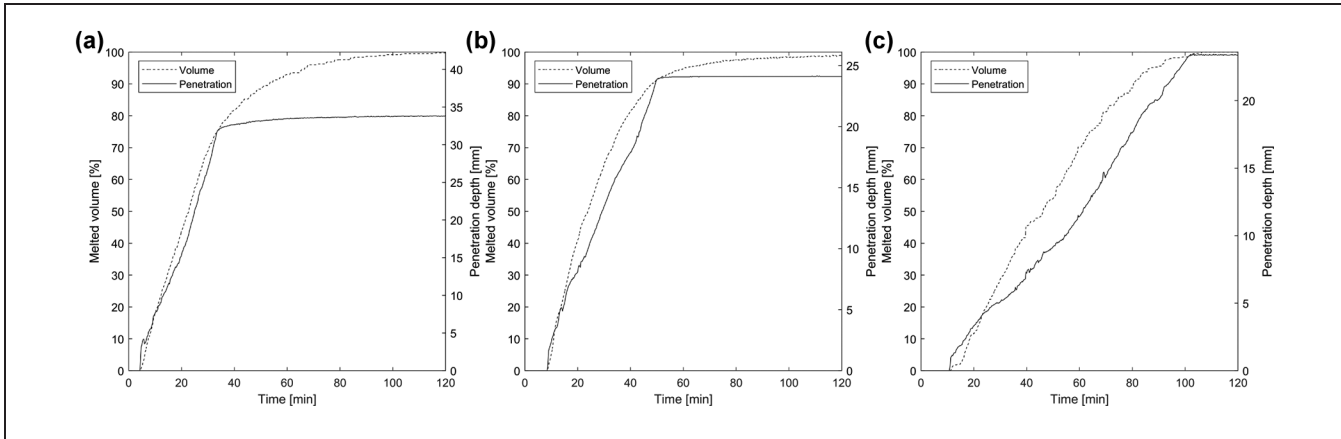 (a)
100
90
80
70
60
50
40
30
20
10
0
Melted volume [%]
Volume
Penetration
40
35
30
25
20
15
10
5
0
Penetration depth [mm]
0 20 40 60 80 100 120
Time [min]
(b)
100
90
80
70
60
50
40
30
20
10
0
Melted volume [%]
Volume
Penetration
25
20
15
10
5
0
Penetration depth [mm]
0 20 40 60 80 100 120
Time [min]
(c)
100
90
80
70
60
50
40
30
20
10
0
Melted volume [%]
Volume
Penetration
20
15
10
5
0
Penetration depth [mm]
0 20 40 60 80 100 120
Time [min]